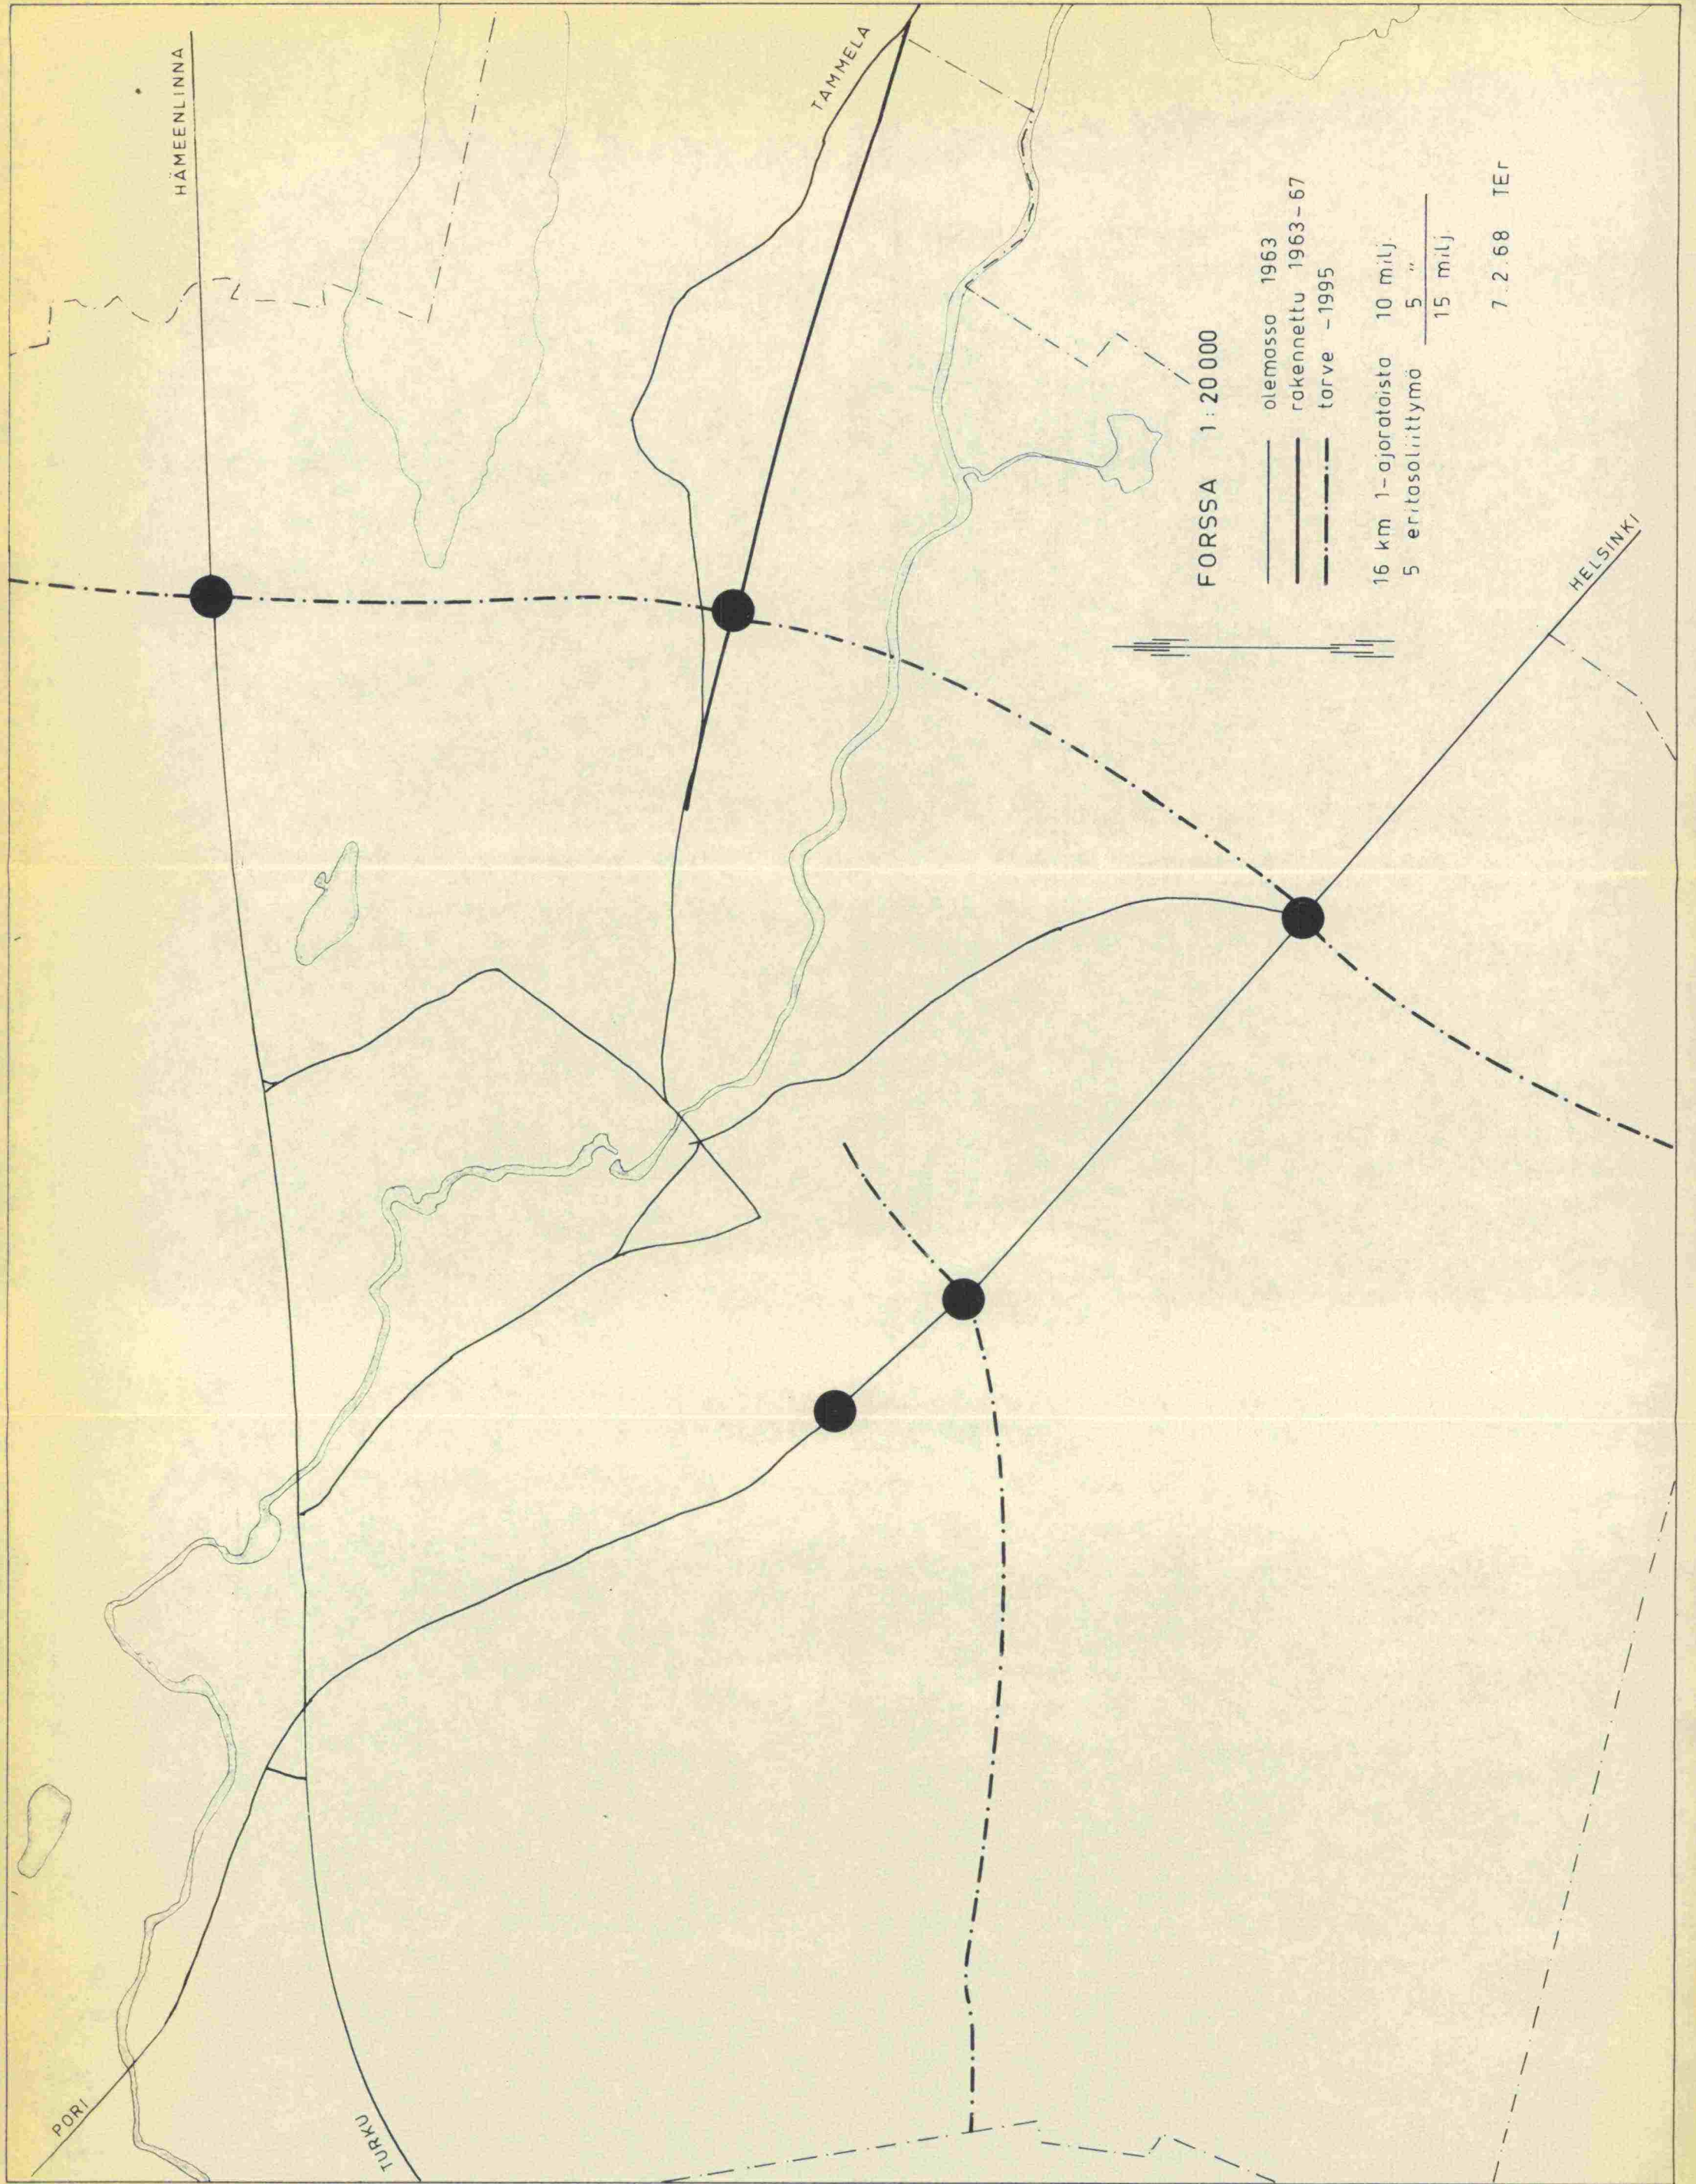 HÄMEENLINNA
TAMMELA
PORI
TURKU
HELSINKI
FORSSA 1:20 000
olemassa 1963
rakennettu 1963-67
tarve -1995
16 km 1-ajorataista 10 milj.
5 eritasoliittymä 5 "
15 milj
7.2.68 TEr